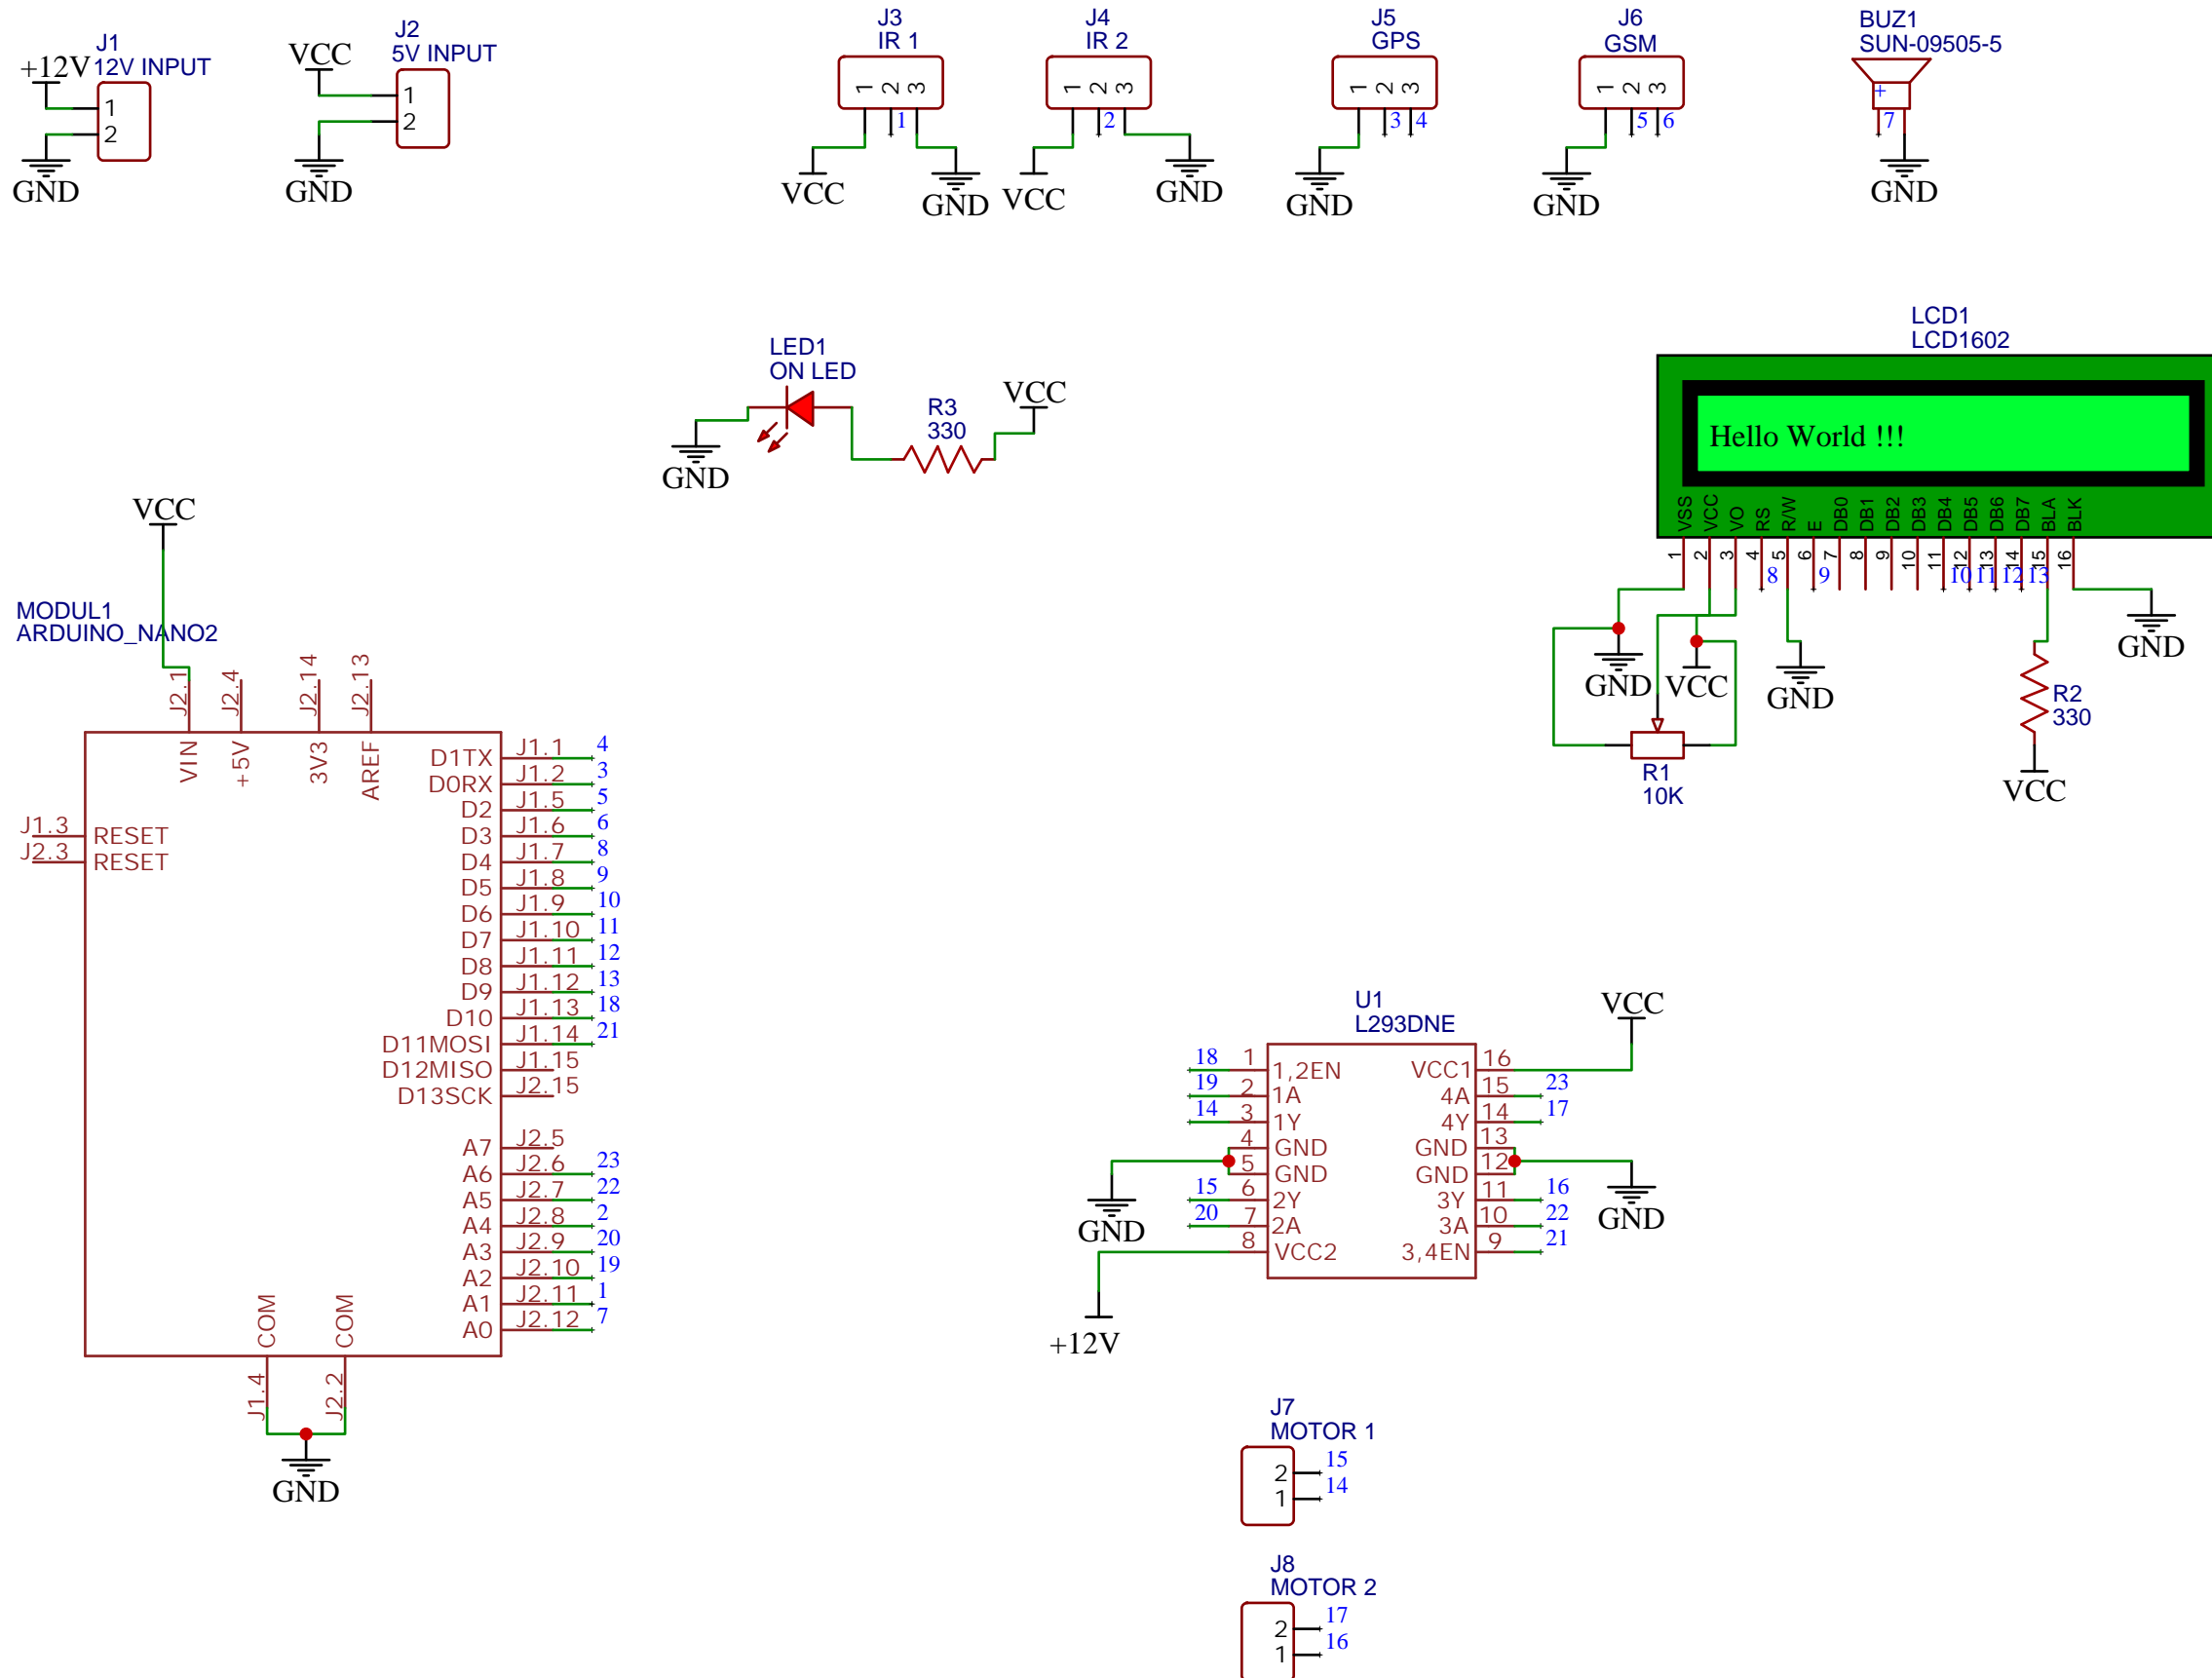 J1
12V INPUT
+12V
1
2
GND
J2
5V INPUT
VCC
1
2
GND
J3
IR 1
1 2 3
1
VCC
GND
J4
IR 2
1 2 3
2
VCC
GND
J5
GPS
1 2 3
3 4
GND
J6
GSM
1 2 3
5 6
GND
BUZ1
SUN-09505-5
+
7
GND
LED1
ON LED
GND
R3
330
VCC
LCD1
LCD1602
Hello World !!!
VSS VCC VO RS R/W E DB0 DB1 DB2 DB3 DB4 DB5 DB6 DB7 BLA BLK
1 2 3 4 5 6 7 8 9 10 11 12 13 14 15 16
8 9 10 11 12 13
GND
VCC
GND
GND
R1
10K
R2
330
VCC
VCC
MODUL1
ARDUINO_NANO2
J2.1 J2.4 J2.14 J2.13
VIN +5V 3V3 AREF
J1.3 RESET
J2.3 RESET
D1TX J1.1 4
D0RX J1.2 3
D2 J1.5 5
D3 J1.6 6
D4 J1.7 8
D5 J1.8 9
D6 J1.9 10
D7 J1.10 11
D8 J1.11 12
D9 J1.12 13
D10 J1.13 18
D11MOSI J1.14 21
D12MISO J1.15
D13SCK J2.15
A7 J2.5
A6 J2.6 23
A5 J2.7 22
A4 J2.8 2
A3 J2.9 20
A2 J2.10 19
A1 J2.11 1
A0 J2.12 7
COM COM
J1.4 J2.2
GND
U1
L293DNE
VCC
18 1 1,2EN VCC1 16
19 2 1A 4A 15 23
14 3 1Y 4Y 14 17
4 GND GND 13
5 GND GND 12
15 6 2Y 3Y 11 16
20 7 2A 3A 10 22
8 VCC2 3,4EN 9 21
GND
GND
+12V
J7
MOTOR 1
2 15
1 14
J8
MOTOR 2
2 17
1 16